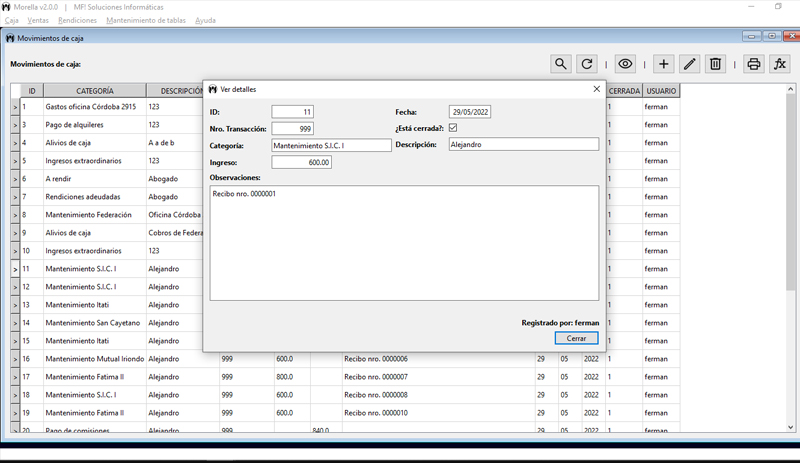 Morella v2.0.0 | MF! Soluciones Informáticas
Caja Ventas Rendiciones Mantenimiento de tablas Ayuda
Movimientos de caja
Movimientos de caja:
ID CATEGORÍA DESCRIPCIÓN CERRADA USUARIO
> 1 Gastos oficina Córdoba 2915 123 1 ferman
> 3 Pago de alquileres 123 1 ferman
> 4 Alivios de caja A a de b 1 ferman
> 5 Ingresos extraordinarios 123 1 ferman
> 6 A rendir Abogado 1 ferman
> 7 Rendiciones adeudadas Abogado 1 ferman
> 8 Mantenimiento Federación Oficina Córdoba 1 ferman
> 9 Alivios de caja Cobros de Federa 1 ferman
> 10 Ingresos extraordinarios 123 1 ferman
> 11 Mantenimiento S.I.C. I Alejandro 1 ferman
> 12 Mantenimiento S.I.C. I Alejandro 1 ferman
> 13 Mantenimiento Itati Alejandro 1 ferman
> 14 Mantenimiento San Cayetano Alejandro 1 ferman
> 15 Mantenimiento Itati Alejandro 1 ferman
> 16 Mantenimiento Mutual Iriondo Alejandro 999 600.0 Recibo nro. 0000006 29 05 2022 1 ferman
> 17 Mantenimiento Fatima II Alejandro 999 800.0 Recibo nro. 0000007 29 05 2022 1 ferman
> 18 Mantenimiento S.I.C. I Alejandro 999 600.0 Recibo nro. 0000008 29 05 2022 1 ferman
> 19 Mantenimiento Fatima II Alejandro 999 600.0 Recibo nro. 0000010 29 05 2022 1 ferman
> 20 Pago de comisiones Alejandro 999 840.0 29 05 2022 1 ferman
Ver detalles
ID: 11 Fecha: 29/05/2022
Nro. Transacción: 999 ¿Está cerrada?:
Categoría: Mantenimiento S.I.C. I Descripción: Alejandro
Ingreso: 600.00
Observaciones:
Recibo nro. 0000001
Registrado por: ferman
Cerrar